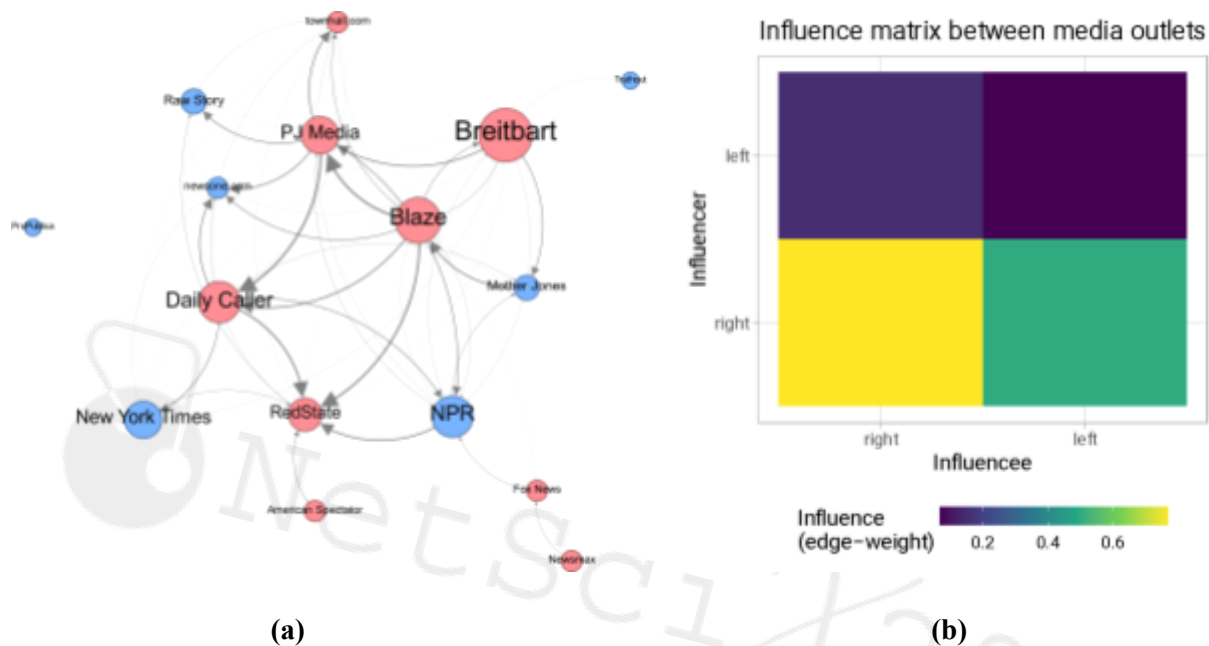 townhall.com
Truthout
Raw Story
PJ Media
Breitbart
newsone.com
Blaze
ProPublica
Mother Jones
Daily Caller
New York Times
RedState
NPR
Fox News
American Spectator
Newsmax
(a)
Influence matrix between media outlets
Influencer
left
right
right left
Influencee
Influence
(edge-weight)
0.2 0.4 0.6
(b)
NetSciX